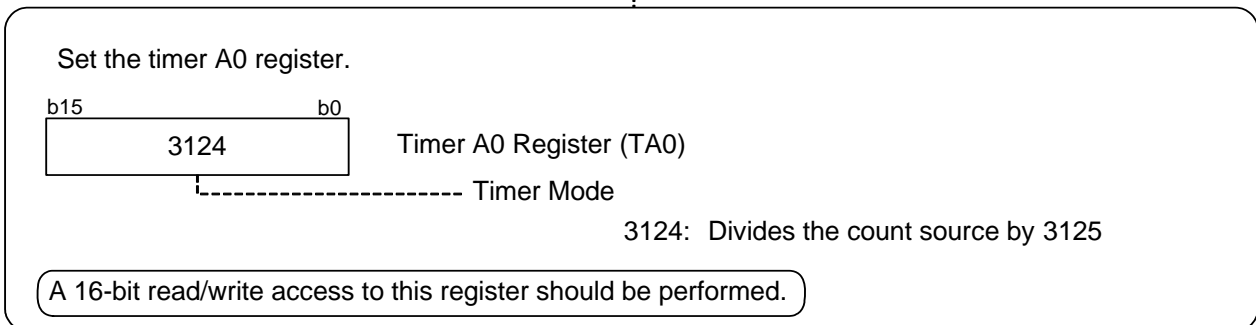 Set the timer A0 register.
b15 b0
3124 Timer A0 Register (TA0)
Timer Mode
3124: Divides the count source by 3125
A 16-bit read/write access to this register should be performed.